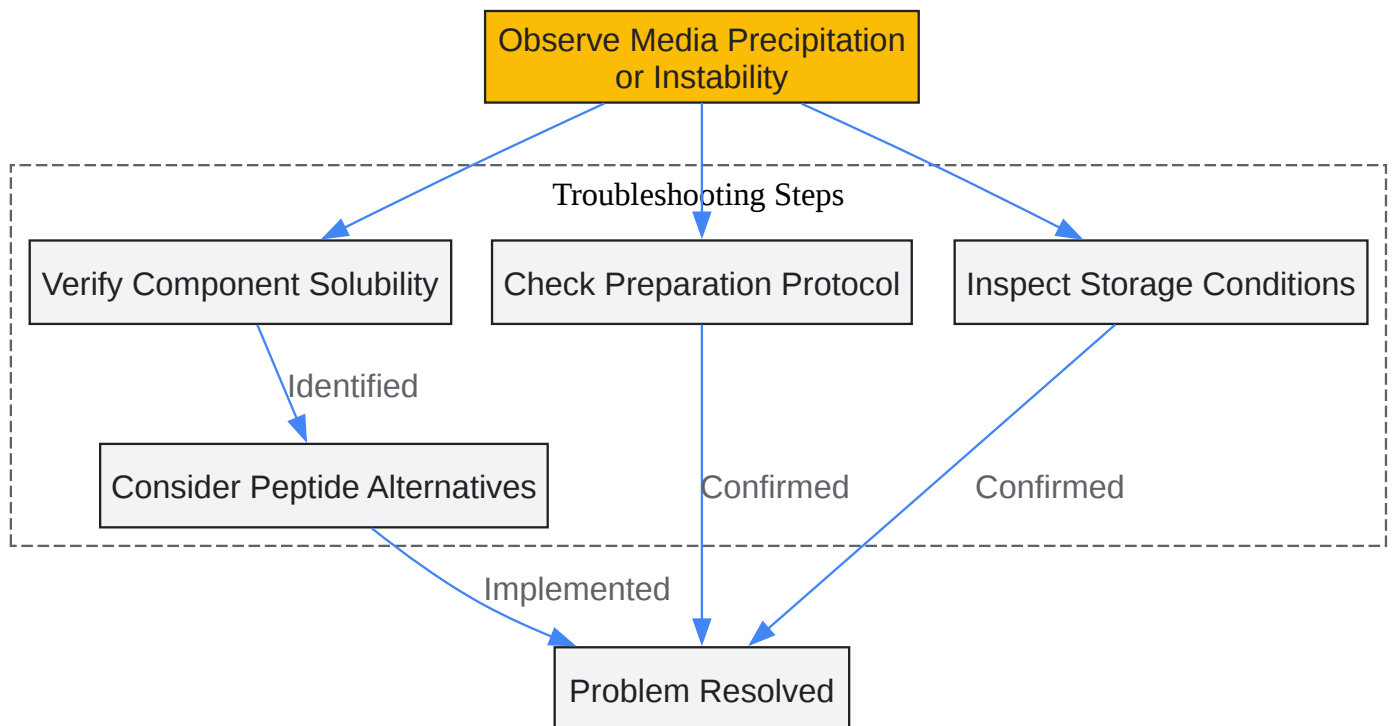 Observe Media Precipitation
or Instability
Troubleshooting Steps
Verify Component Solubility
Check Preparation Protocol
Inspect Storage Conditions
Identified
Consider Peptide Alternatives
Confirmed
Confirmed
Implemented
Problem Resolved